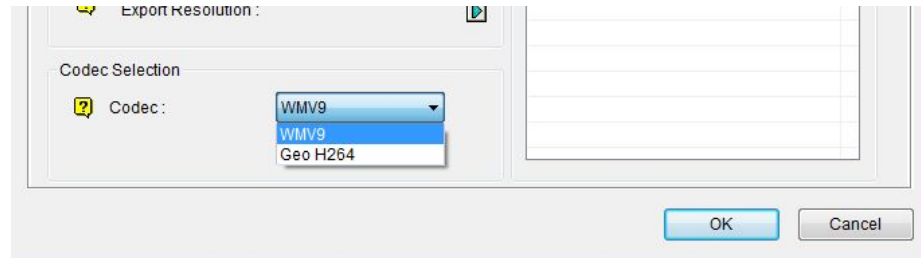 Export Resolution :
Codec Selection
Codec :
WMV9
WMV9
Geo H264
OK
Cancel